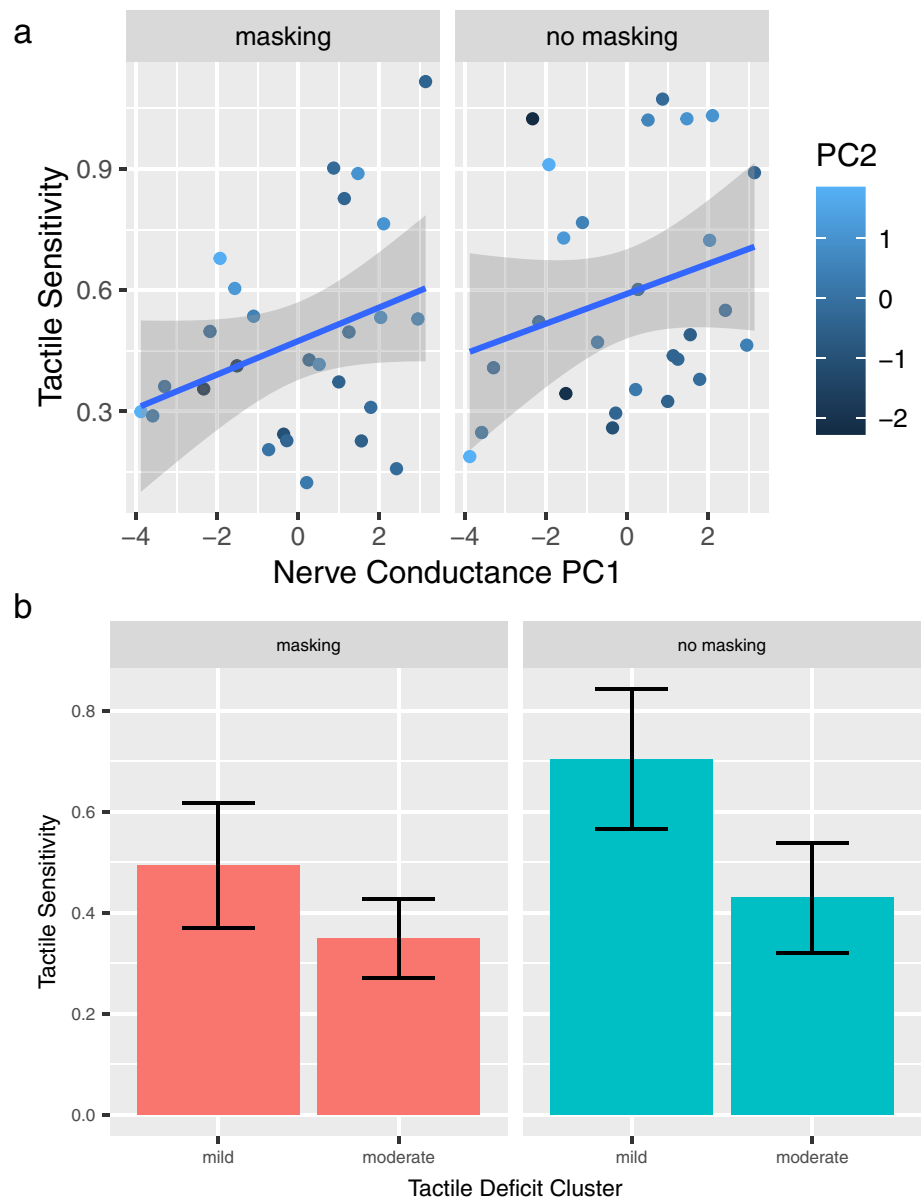 a
masking
no masking
Tactile Sensitivity
0.9
0.6
0.3
−4
−2
0
2
−4
−2
0
2
Nerve Conductance PC1
PC2
1
0
−1
−2
b
masking
no masking
Tactile Sensitivity
0.8
0.6
0.4
0.2
0.0
mild
moderate
mild
moderate
Tactile Deficit Cluster